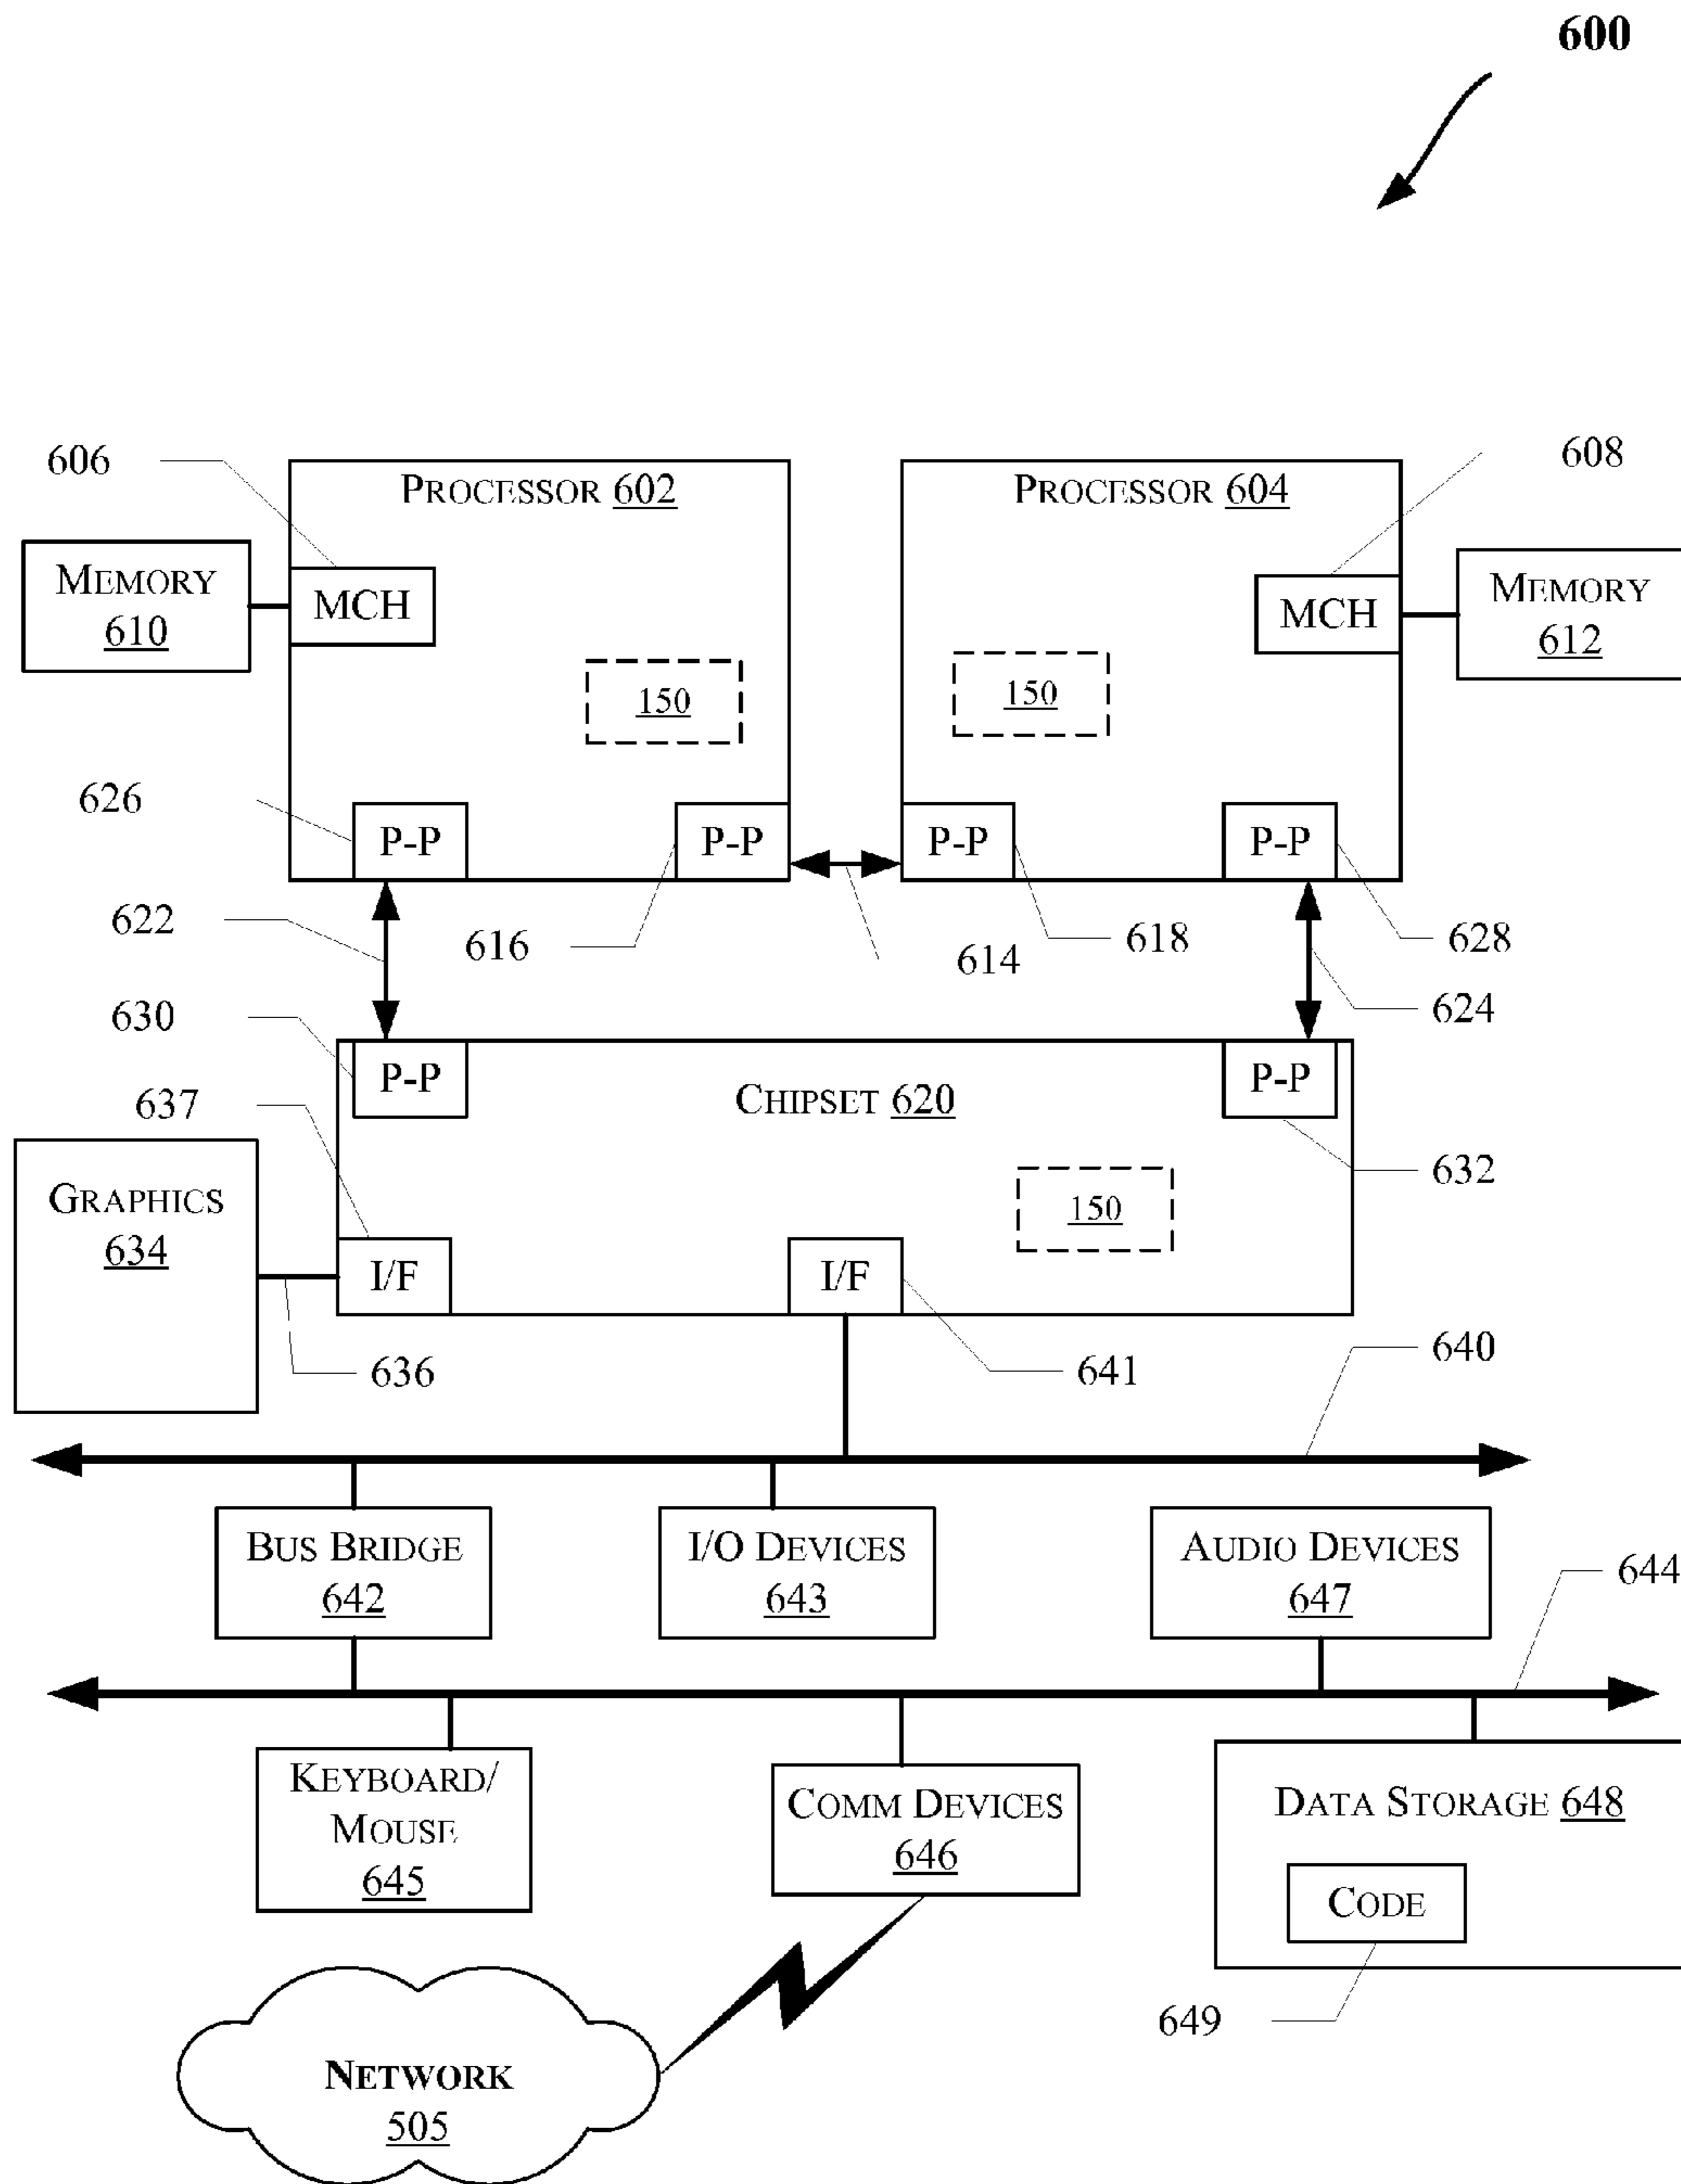 600
606
PROCESSOR 602
PROCESSOR 604
608
MEMORY
610
MCH
MCH
MEMORY
612
150
150
626
P-P
P-P
P-P
P-P
622
616
614
618
628
624
630
P-P
CHIPSET 620
P-P
637
632
GRAPHICS
634
150
I/F
I/F
636
641
640
BUS BRIDGE
642
I/O DEVICES
643
AUDIO DEVICES
647
644
KEYBOARD/
MOUSE
645
COMM DEVICES
646
DATA STORAGE 648
CODE
649
NETWORK
505